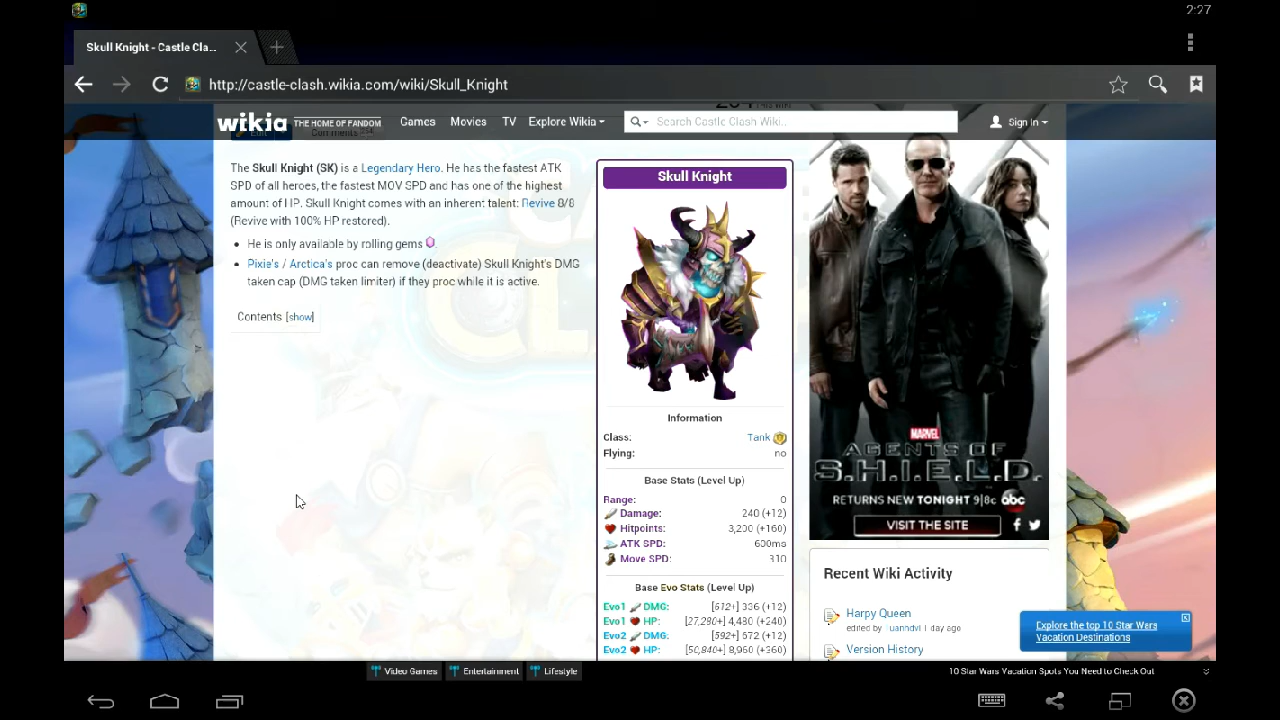 2:27
Skull Knight - Castle Cla...
http://castle-clash.wikia.com/wiki/Skull_Knight
wikia THE HOME OF FANDOM Games Movies TV Explore Wikia Search Castle Clash Wiki... Sign In
Edit Comments
The Skull Knight (SK) is a Legendary Hero. He has the fastest ATK
SPD of all heroes, the fastest MOV SPD and has one of the highest
amount of HP. Skull Knight comes with an inherent talent: Revive 8/8
(Revive with 100% HP restored).
He is only available by rolling gems.
Pixie's / Arctica's proc can remove (deactivate) Skull Knight's DMG
taken cap (DMG taken limiter) if they proc while it is active.
Contents [show]
Skull Knight
Information
Class: Tank
Flying: no
Base Stats (Level Up)
Range: 0
Damage: 240 (+12)
Hitpoints: 3,200 (+160)
ATK SPD: 600ms
Move SPD: 310
Base Evo Stats (Level Up)
Evo1 DMG: [612+] 336 (+12)
Evo1 HP: [27,280+] 4,480 (+240)
Evo2 DMG: [592+] 672 (+12)
Evo2 HP: [50,840+] 8,960 (+360)
MARVEL
AGENTS OF
S.H.I.E.L.D.
RETURNS NEW TONIGHT 9|8c abc
VISIT THE SITE
Recent Wiki Activity
Harpy Queen
edited by 1 day ago
Version History
Explore the top 10 Star Wars
Vacation Destinations
Video Games Entertainment Lifestyle
10 Star Wars Vacation Spots You Need to Check Out